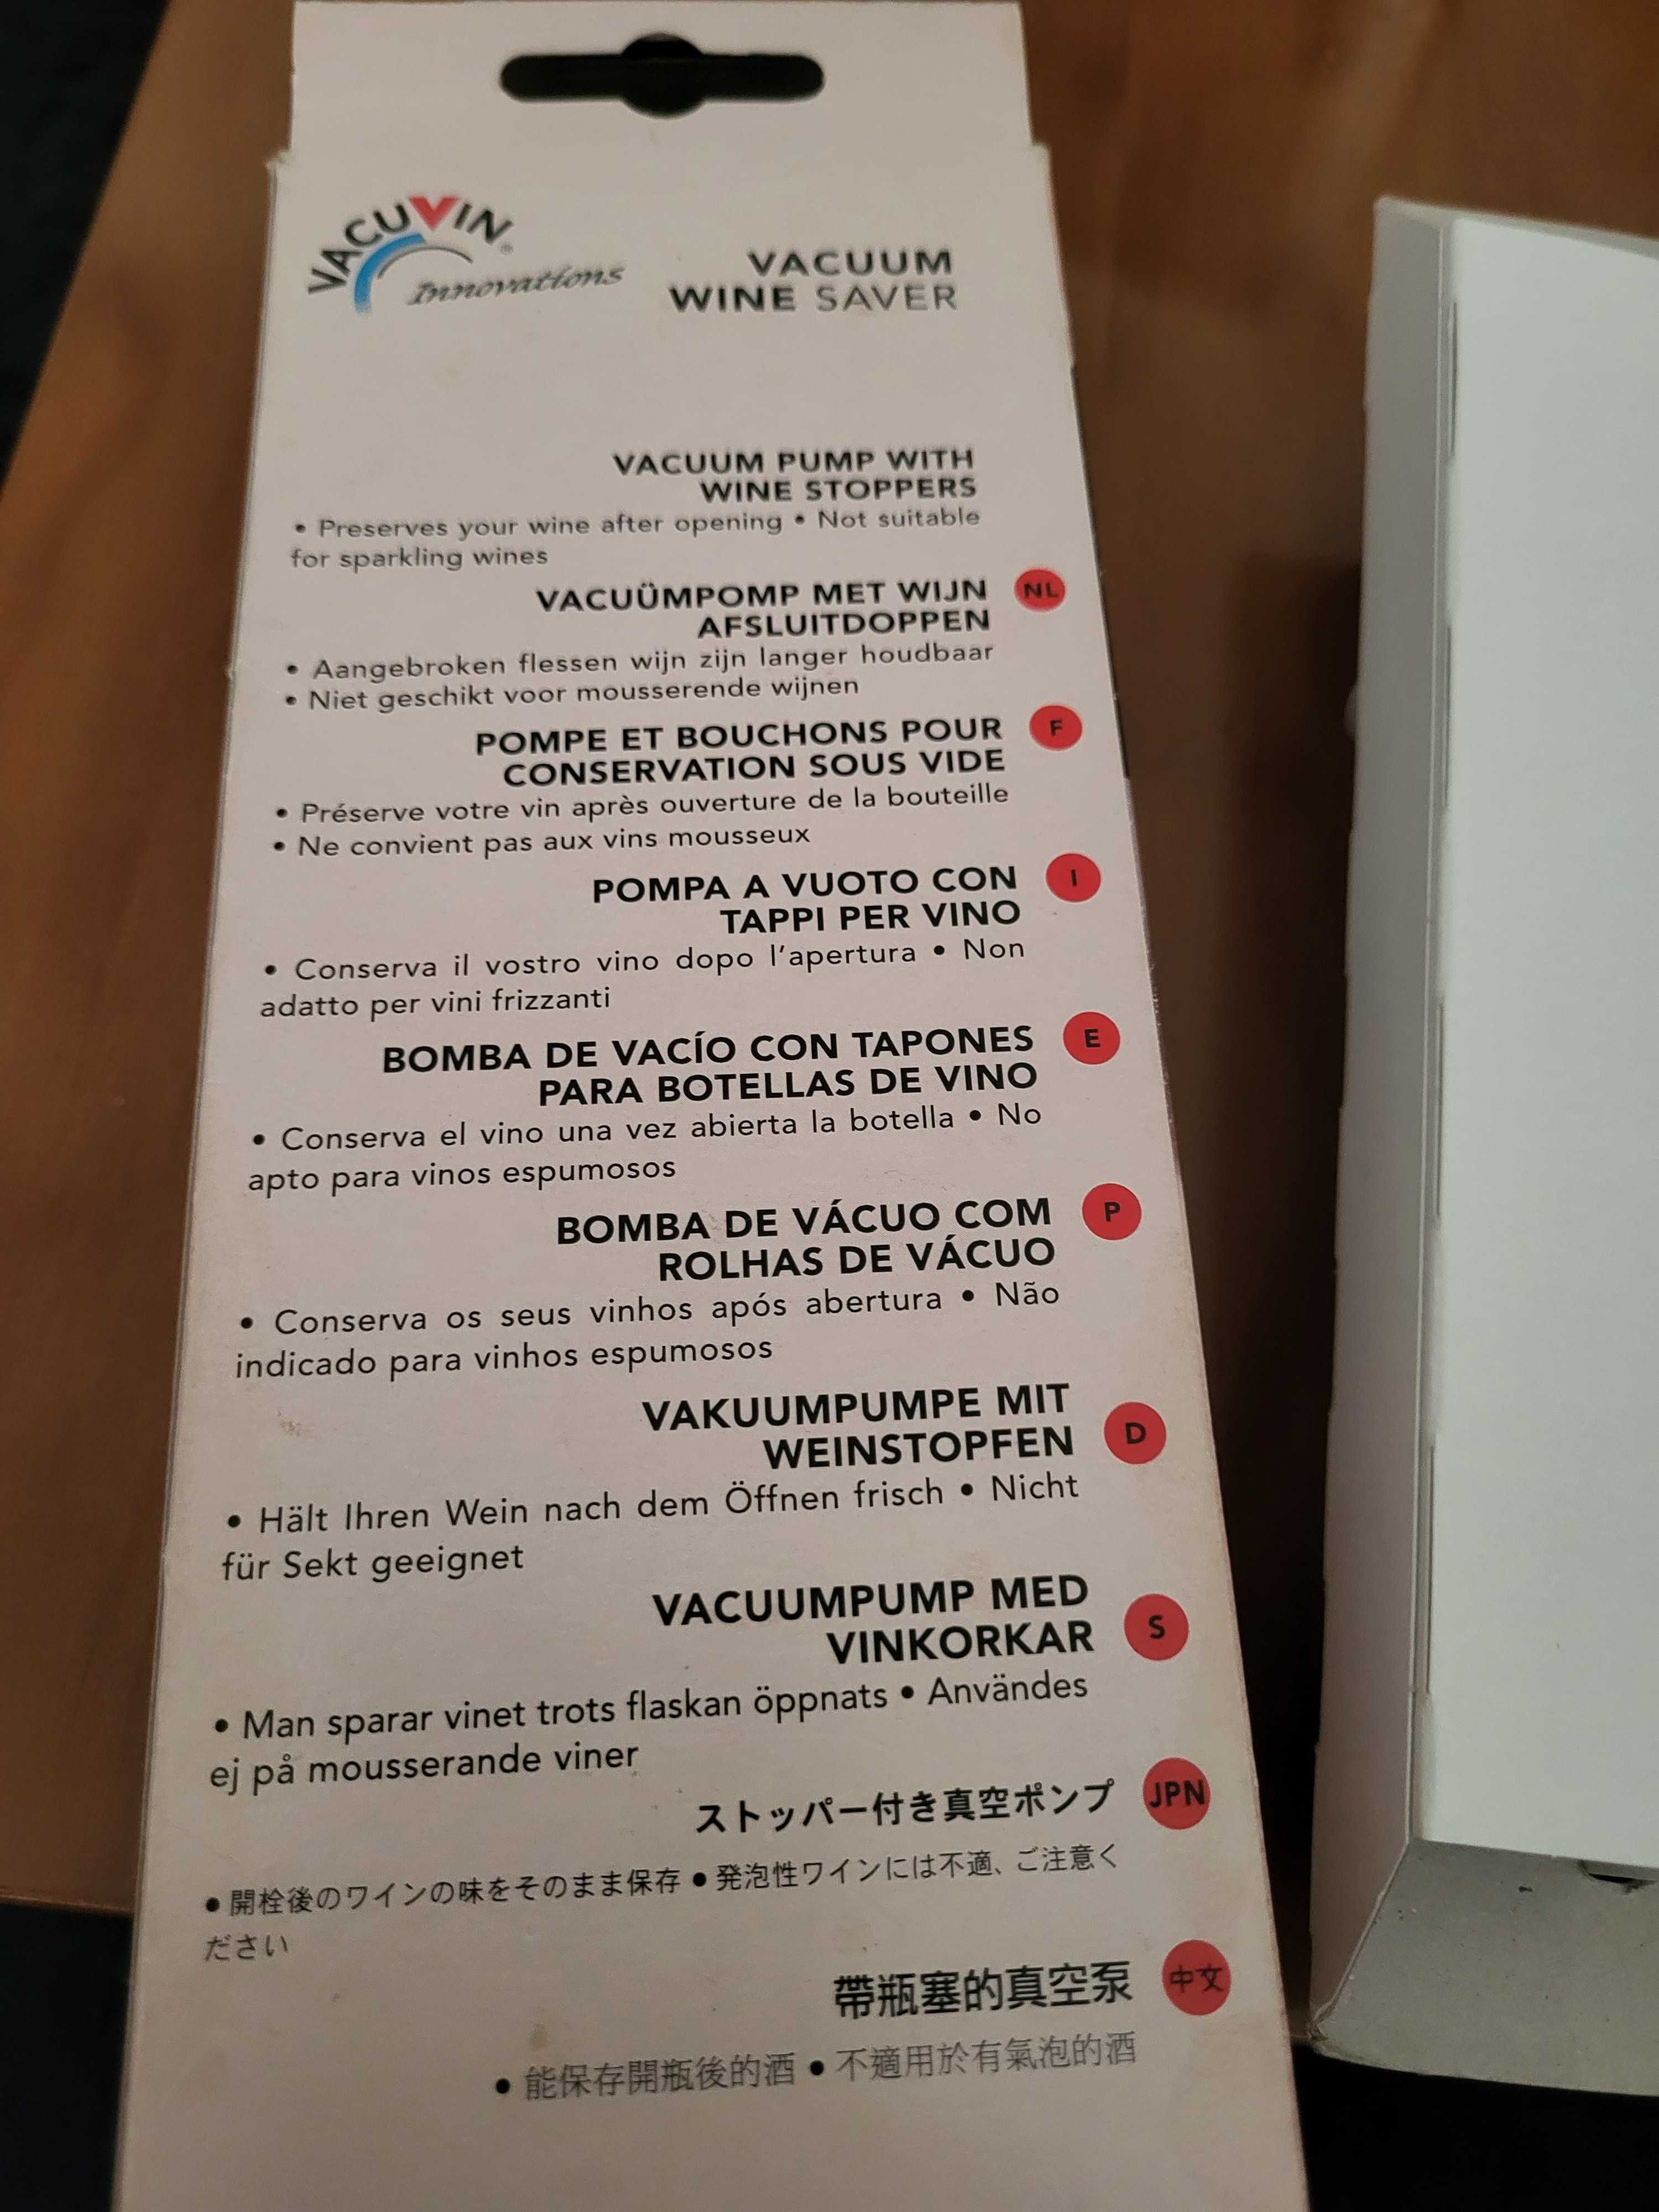 VACUVIN®
Innovations
VACUUM
WINE SAVER
VACUUM PUMP WITH
WINE STOPPERS
• Preserves your wine after opening • Not suitable
for sparkling wines
VACUÜMPOMP MET WIJN NL
AFSLUITDOPPEN
• Aangebroken flessen wijn zijn langer houdbaar
• Niet geschikt voor mousserende wijnen
POMPE ET BOUCHONS POUR F
CONSERVATION SOUS VIDE
• Préserve votre vin après ouverture de la bouteille
• Ne convient pas aux vins mousseux
POMPA A VUOTO CON I
TAPPI PER VINO
• Conserva il vostro vino dopo l'apertura • Non
adatto per vini frizzanti
BOMBA DE VACÍO CON TAPONES E
PARA BOTELLAS DE VINO
• Conserva el vino una vez abierta la botella • No
apto para vinos espumosos
BOMBA DE VÁCUO COM P
ROLHAS DE VÁCUO
• Conserva os seus vinhos após abertura • Não
indicado para vinhos espumosos
VAKUUMPUMPE MIT D
WEINSTOPFEN
• Hält Ihren Wein nach dem Öffnen frisch • Nicht
für Sekt geeignet
VACUUMPUMP MED S
VINKORKAR
• Man sparar vinet trots flaskan öppnats • Användes
ej på mousserande viner
ストッパー付き真空ポンプ JPN
• 開栓後のワインの味をそのまま保存 • 発泡性ワインには不適、ご注意く
ださい
帶瓶塞的真空泵 中文
• 能保存開瓶後的酒 • 不適用於有氣泡的酒